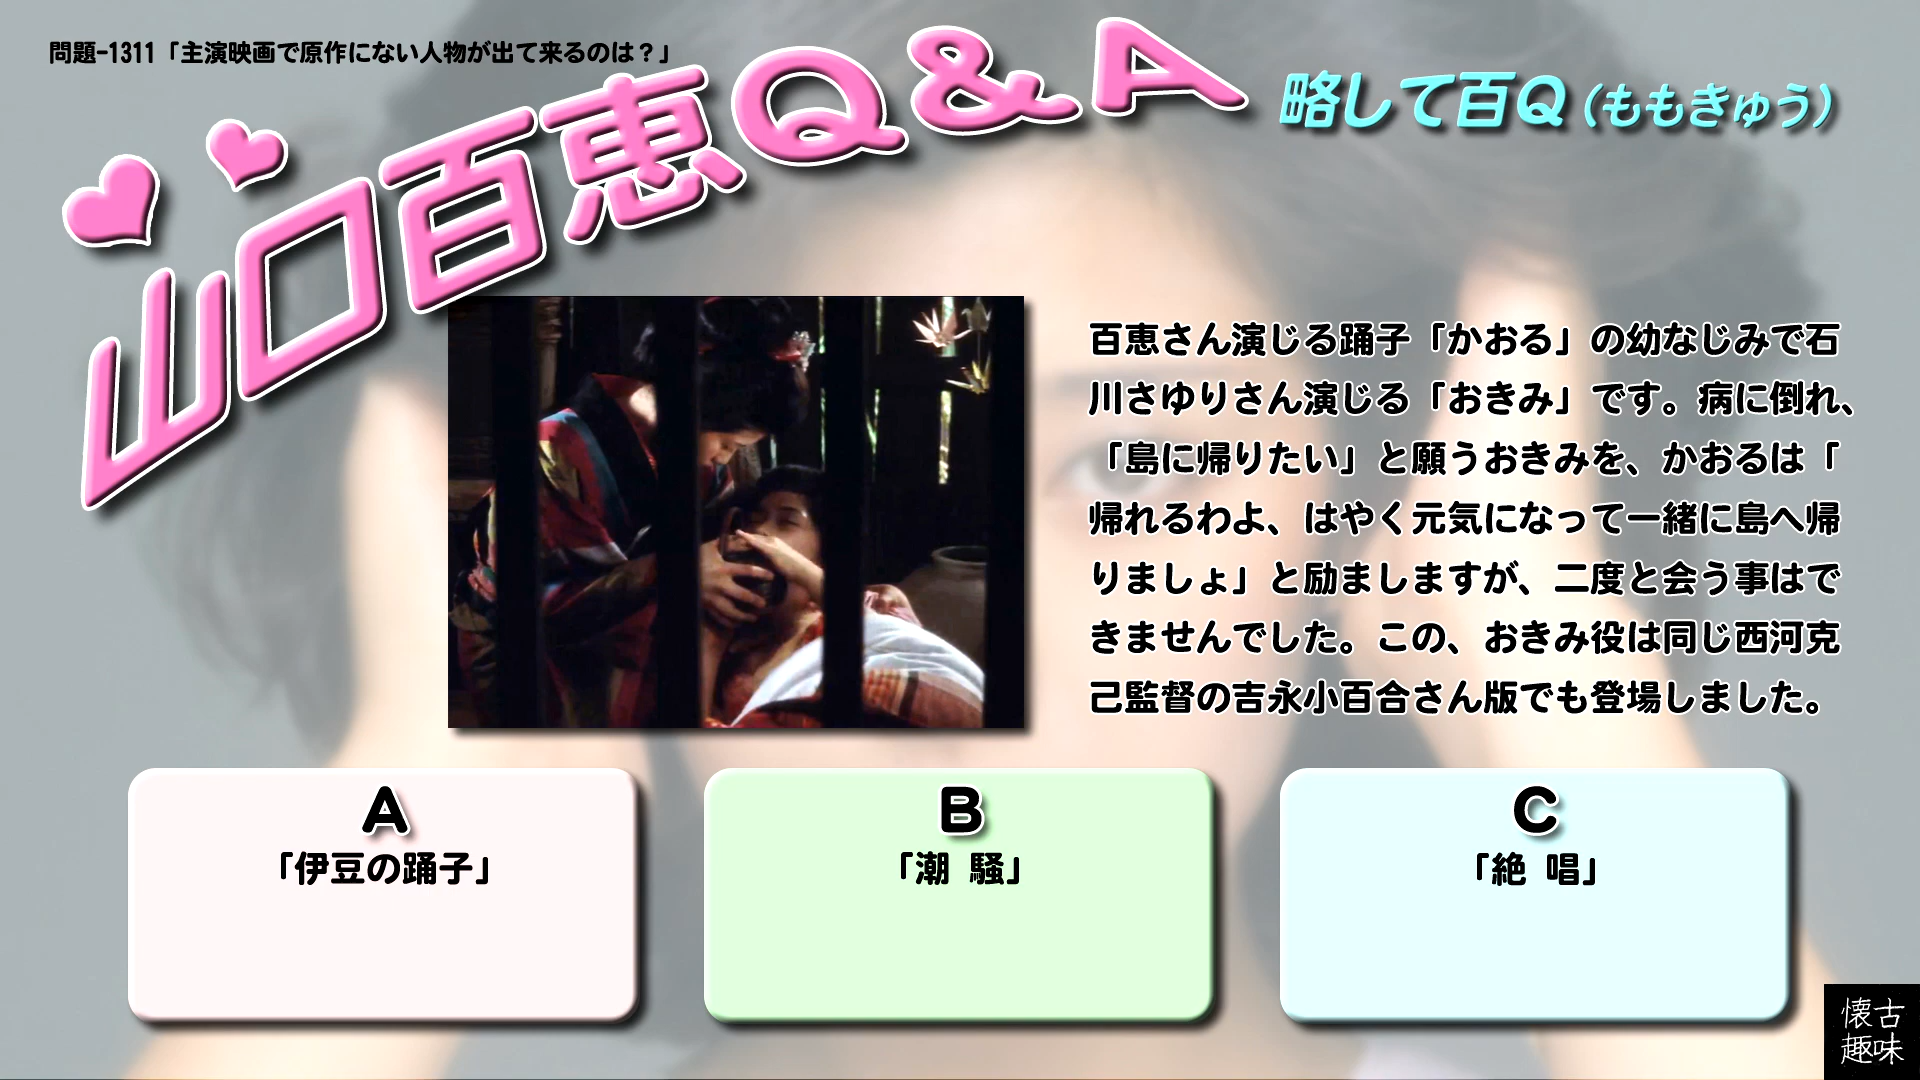 問題-1311「主演映画で原作にない人物が出て来るのは？」
山口百恵Q&A
略して百Q（ももきゅう）
百恵さん演じる踊子「かおる」の幼なじみで石
川さゆりさん演じる「おきみ」です。病に倒れ、
「島に帰りたい」と願うおきみを、かおるは「
帰れるわよ、はやく元気になって一緒に島へ帰
りましょ」と励ましますが、二度と会う事はで
きませんでした。この、おきみ役は同じ西河克
己監督の吉永小百合さん版でも登場しました。
A
「伊豆の踊子」
B
「潮 騒」
C
「絶 唱」
懐古
趣味